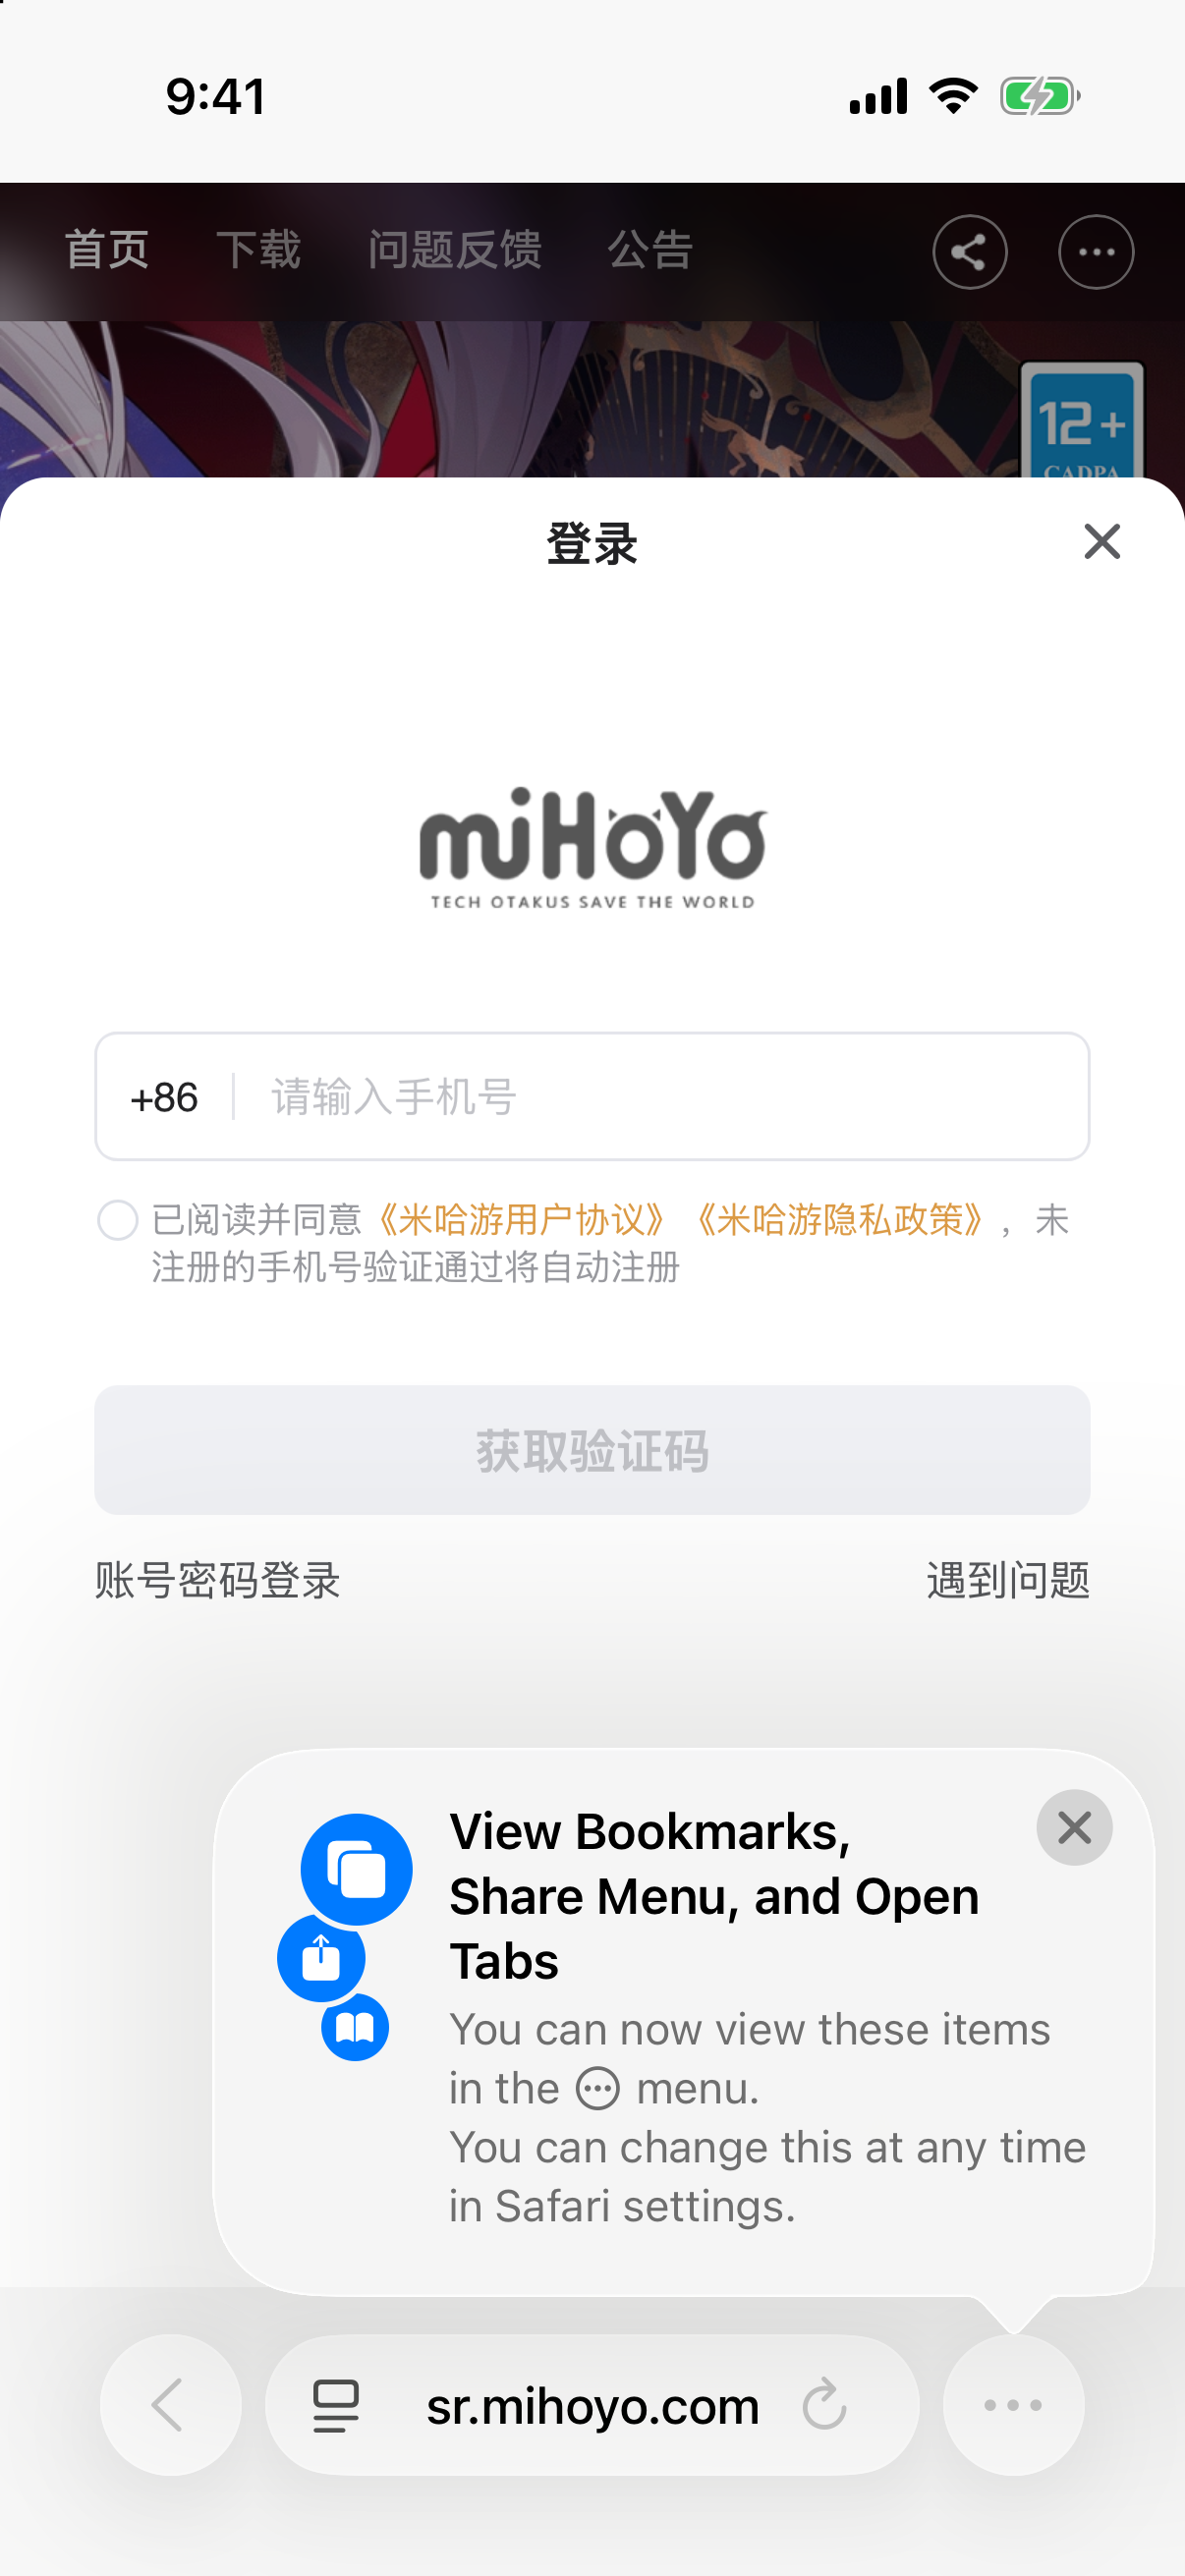 9:41
首页 下载 问题反馈 公告
12+
CADPA
登录
miHoYo
TECH OTAKUS SAVE THE WORLD
+86 请输入手机号
已阅读并同意《米哈游用户协议》《米哈游隐私政策》，未
注册的手机号验证通过将自动注册
获取验证码
账号密码登录 遇到问题
View Bookmarks,
Share Menu, and Open
Tabs
You can now view these items
in the menu.
You can change this at any time
in Safari settings.
sr.mihoyo.com